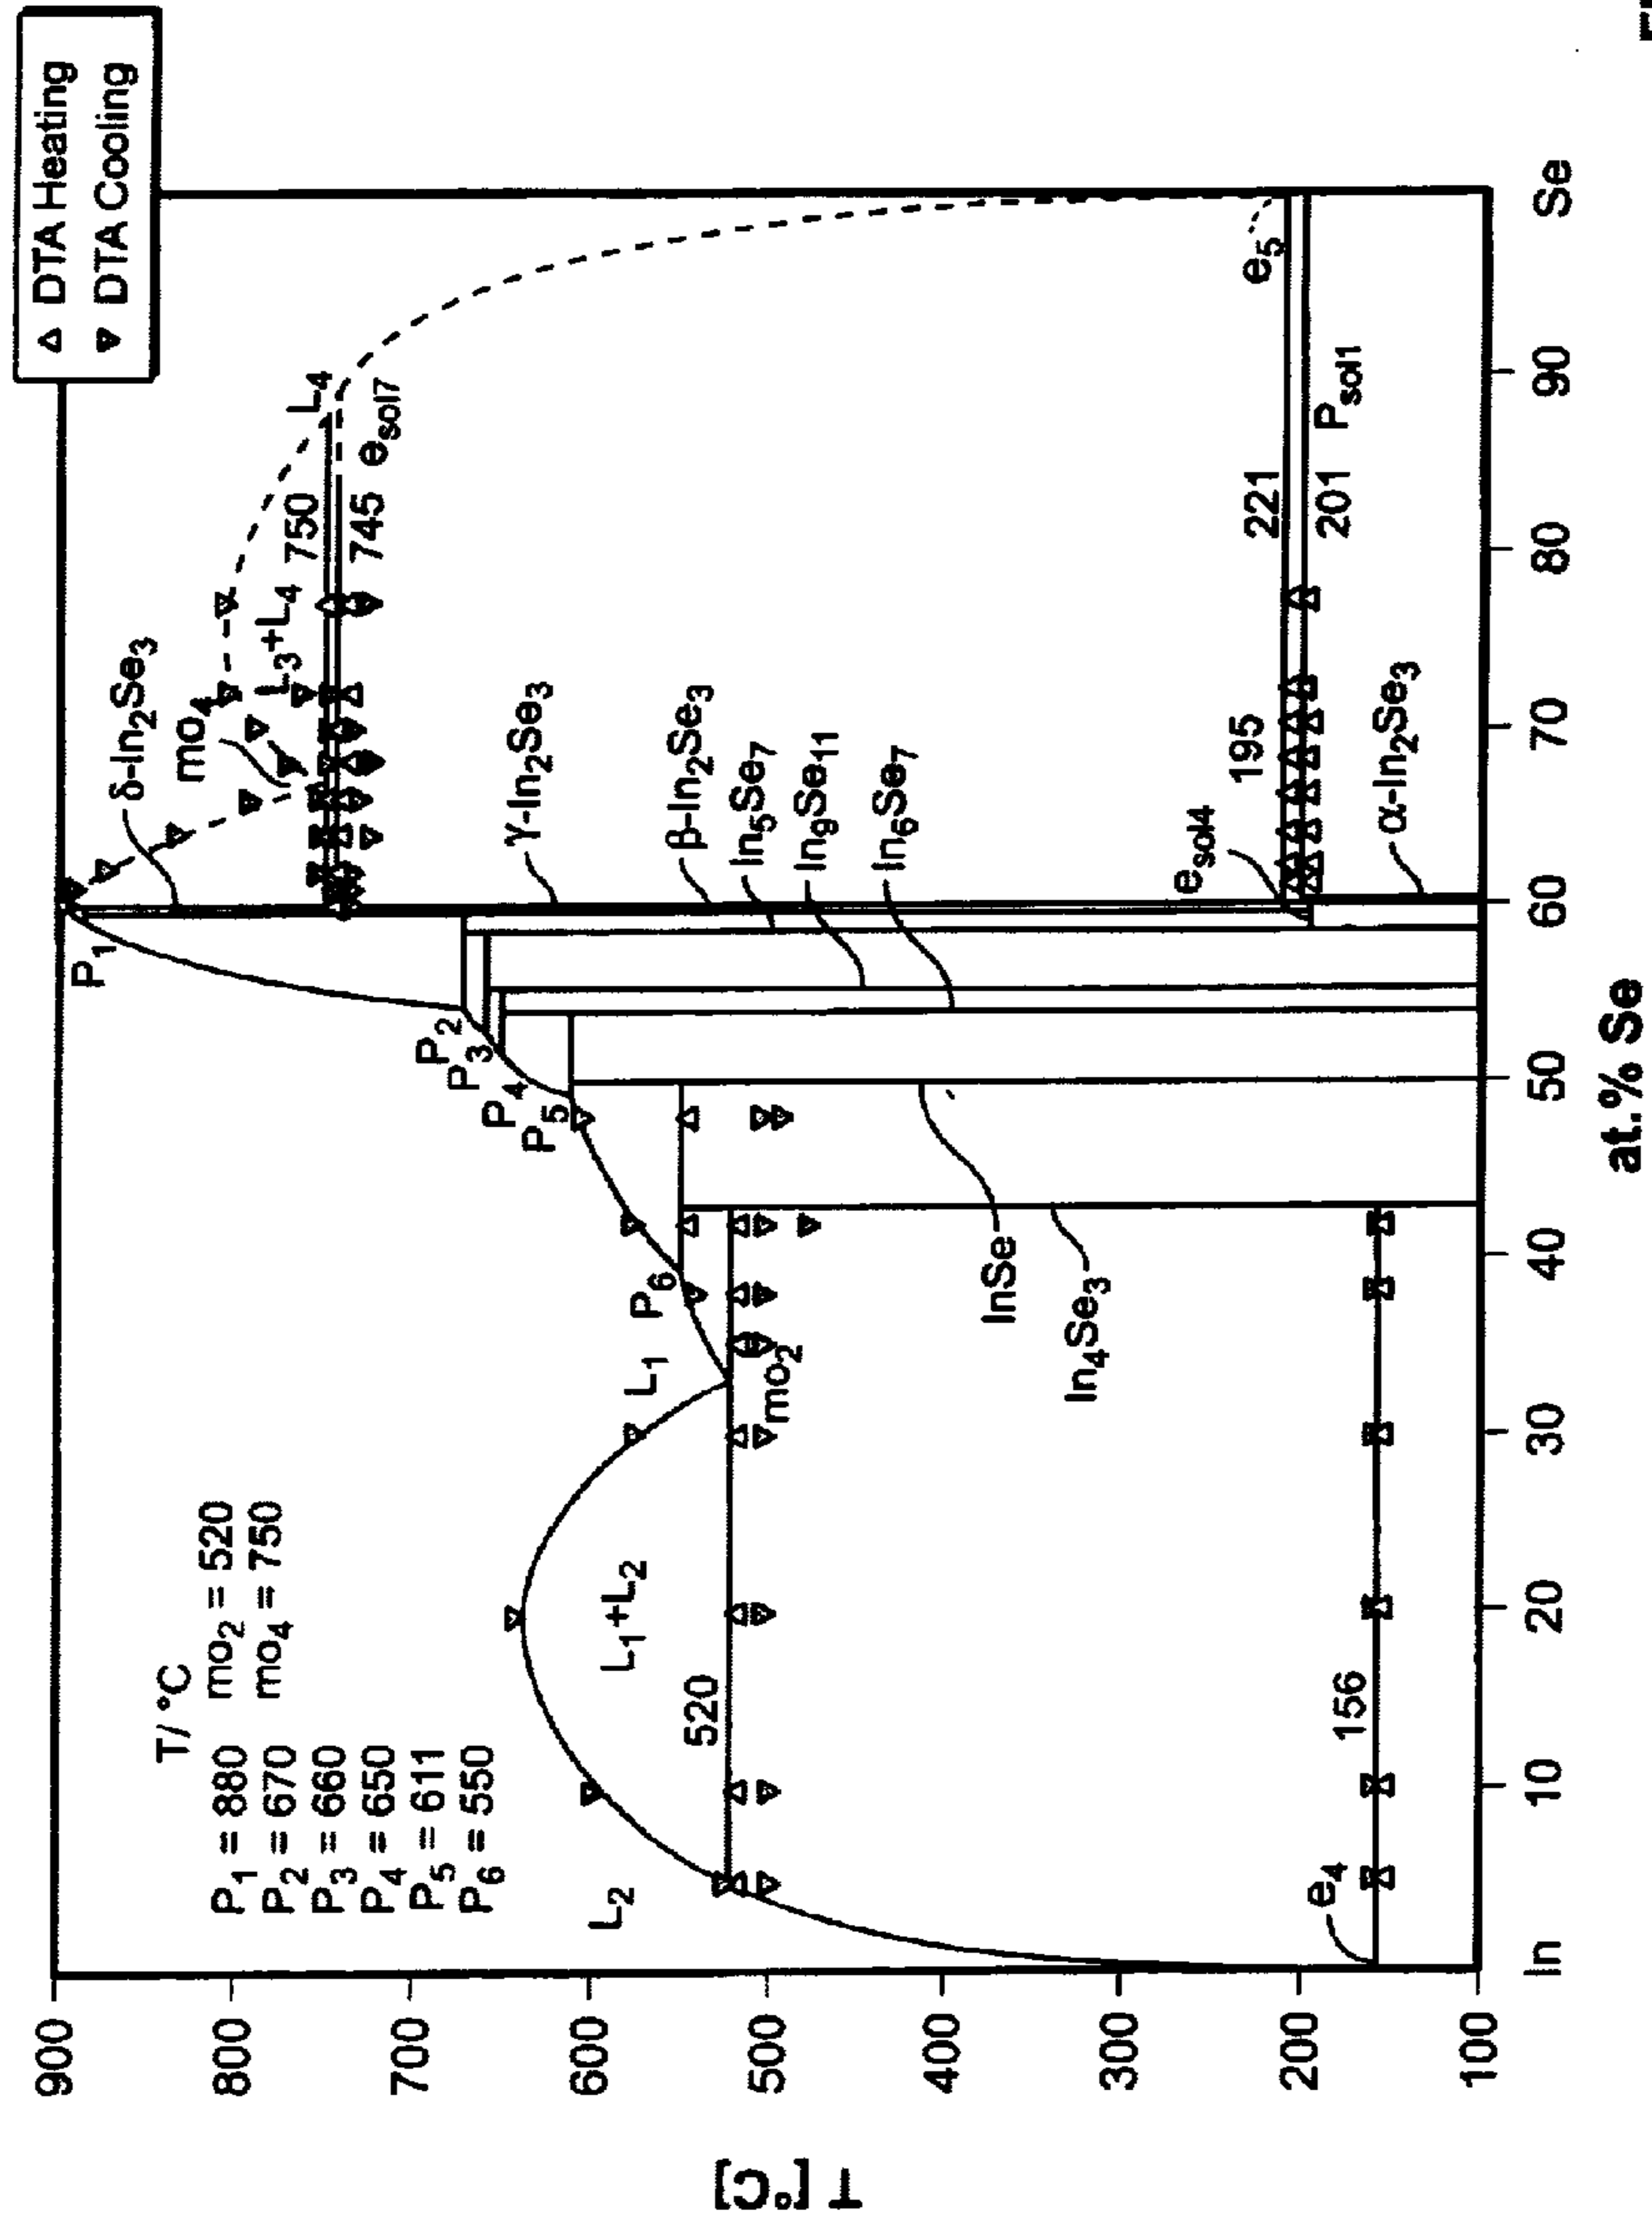 △ DTA Heating
▽ DTA Cooling
T/ °C
P₁ = 880 mo₂ = 520
P₂ = 670 mo₄ = 750
P₃ = 660
P₄ = 650
P₅ = 611
P₆ = 550
T [°C]
900
800
700
600
500
400
300
200
100
L₂
L₁+L₂
520
L₁
mo₂
P₆
P₅
P₄
P₃
P₂
P₁
δ-In₂Se₃
mo₄
L₃+L₄
750
L₄
745
e_sol7
γ-In₂Se₃
β-In₂Se₃
In₅Se₇
In₉Se₁₁
In₆Se₇
InSe
In₄Se₃
e_sol4
195
221
201
P_sol1
e₅
α-In₂Se₃
e₄
156
In
10
20
30
40
50
60
70
80
90
Se
at.% Se